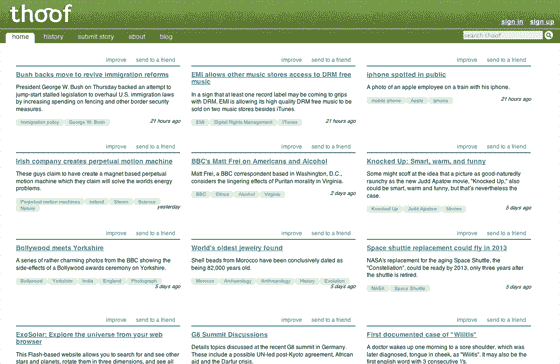 thoof
sign in sign up
home history submit story about blog
search thoof
improve send to a friend
Bush backs move to revive immigration reforms
President George W. Bush on Thursday backed an attempt to
jump-start stalled legislation to overhaul U.S. immigration laws
by increasing spending on fencing and other border security
measures.
Immigration policy George W. Bush
21 hours ago
improve send to a friend
EMI allows other music stores access to DRM free
music
In a sign that at least one record label may be coming to grips
with DRM, EMI is allowing its high quality DRM free music to be
sold on two music stores besides iTunes.
EMI Digital Rights Management iTunes
21 hours ago
improve send to a friend
iphone spotted in public
A photo of an apple employee on a train with his iphone.
mobile phone Apple iphone
21 hours ago
improve send to a friend
Irish company creates perpetual motion machine
These guys claim to have create a magnet based perpetual
motion machine which they claim will solve the worlds energy
problems.
Perpetual motion machines Ireland Steorn Science
Nature
yesterday
improve send to a friend
BBC's Matt Frei on Americans and Alcohol
Matt Frei, a BBC correspondent based in Washington, D.C.,
considers the lingering effects of Puritan morality in Virginia.
BBC Ethics Alcohol Virginia
2 days ago
improve send to a friend
Knocked Up: Smart, warm, and funny
Some might scoff at the idea that a picture as good-naturedly
raunchy as the new Judd Apatow movie, "Knocked Up," also
could be smart, warm and funny, but that's nevertheless the
case.
Knocked Up Judd Apatow Movies
5 days ago
improve send to a friend
Bollywood meets Yorkshire
A series of rather charming photos from the BBC showing the
side-effects of a Bollywood awards ceremony on Yorkshire.
Bollywood Yorkshire India England Photograph
5 days ago
improve send to a friend
World's oldest jewelry found
Shell beads from Morocco have been conclusively dated as
being 82,000 years old.
Morocco Archaeology Anthropology History Evolution
5 days ago
improve send to a friend
Space shuttle replacement could fly in 2013
NASA's replacement for the aging Space Shuttle, the
"Constellation", could be ready by 2013, only three years after
the shuttle is retired.
NASA Space Shuttle
5 days ago
improve send to a friend
ExoSolar: Explore the universe from your web
browser
This Flash-based website allows you to search for and see other
stars and planets, rotate them in three dimensions, and see all
improve send to a friend
G8 Summit Discussions
Details topics discussed at the recent G8 summit in Germany.
These include a possible UN-led post-Kyoto agreement, African
aid and the Darfur crisis.
improve send to a friend
First documented case of "Wiiitis"
A doctor wakes up one morning to a sore shoulder, which was
later diagnosed, tongue in cheek, as "Wiiitis". It may also be the
first english word with 3 consecutive i's.